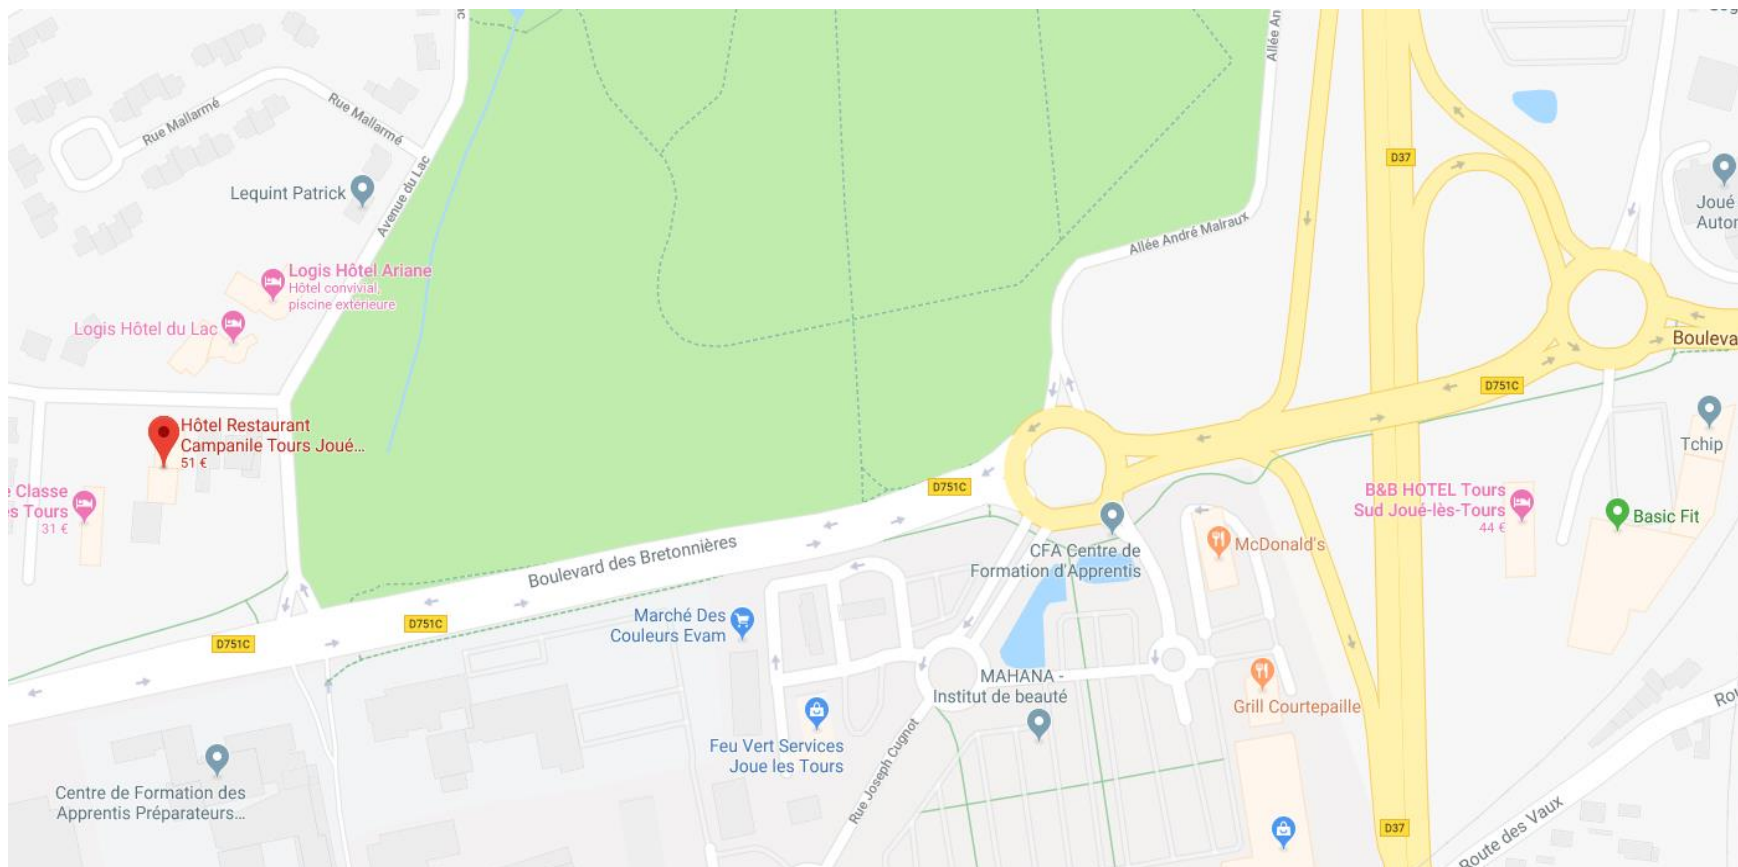 Rue Mallarmé
Rue Mallarmé
Avenue du Lac
Lequint Patrick
Logis Hôtel Ariane
Hôtel convivial,
piscine extérieure
Logis Hôtel du Lac
Hôtel Restaurant
Campanile Tours Joué...
51 €
Classe
s Tours
31 €
Allée An
Allée André Malraux
D37
Joué
Autor
Bouleva
D751C
Tchip
B&B HOTEL Tours
Sud Joué-lès-Tours
44 €
Basic Fit
D751C
McDonald's
CFA Centre de
Formation d'Apprentis
Boulevard des Bretonnières
D751C
D751C
Marché Des
Couleurs Evam
MAHANA -
Institut de beauté
Grill Courtepaille
Feu Vert Services
Joue les Tours
Rue Joseph Cugnot
Centre de Formation des
Apprentis Préparateurs...
D37
Route des Vaux
Rou